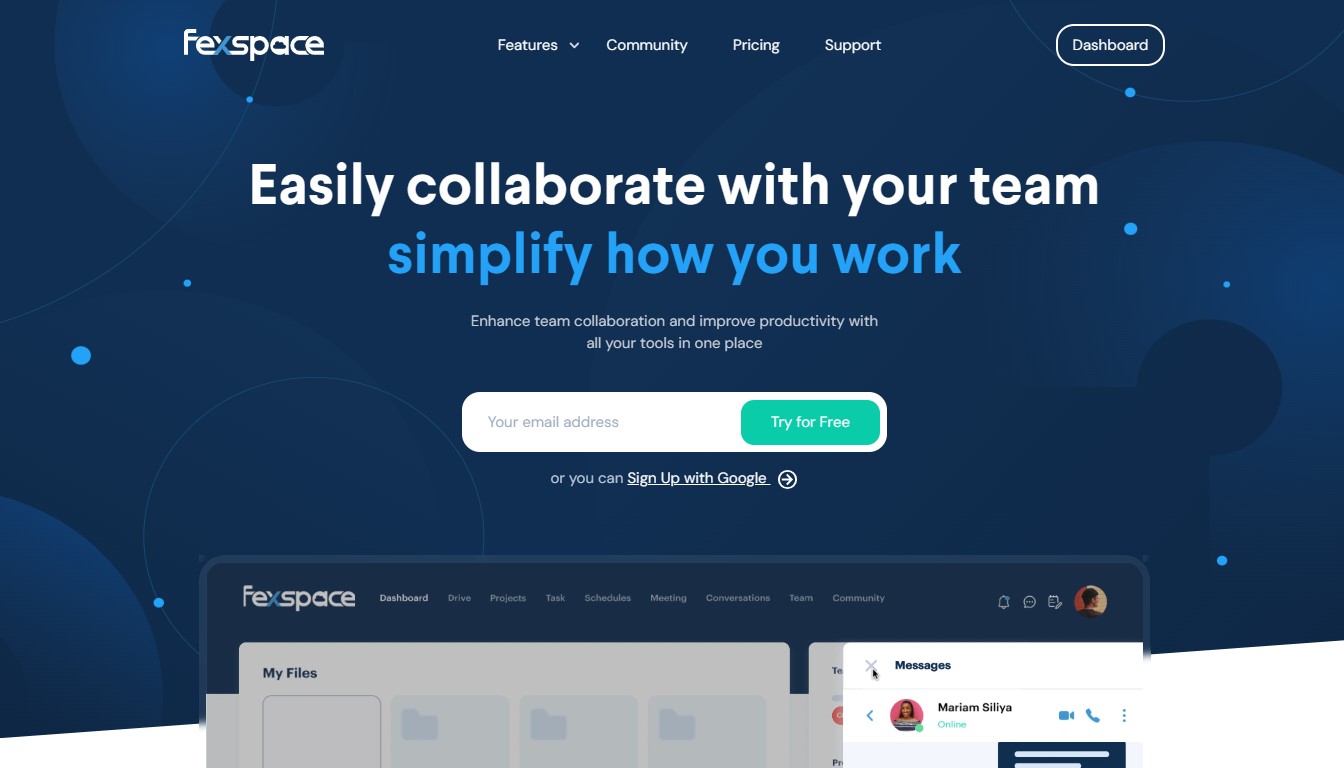 fexspace
Features
Community
Pricing
Support
Dashboard
Easily collaborate with your team
simplify how you work
Enhance team collaboration and improve productivity with
all your tools in one place
Your email address
Try for Free
or you can Sign Up with Google
fexspace
Dashboard
Drive
Projects
Task
Schedules
Meeting
Conversations
Team
Community
My Files
Messages
Mariam Siliya
Online